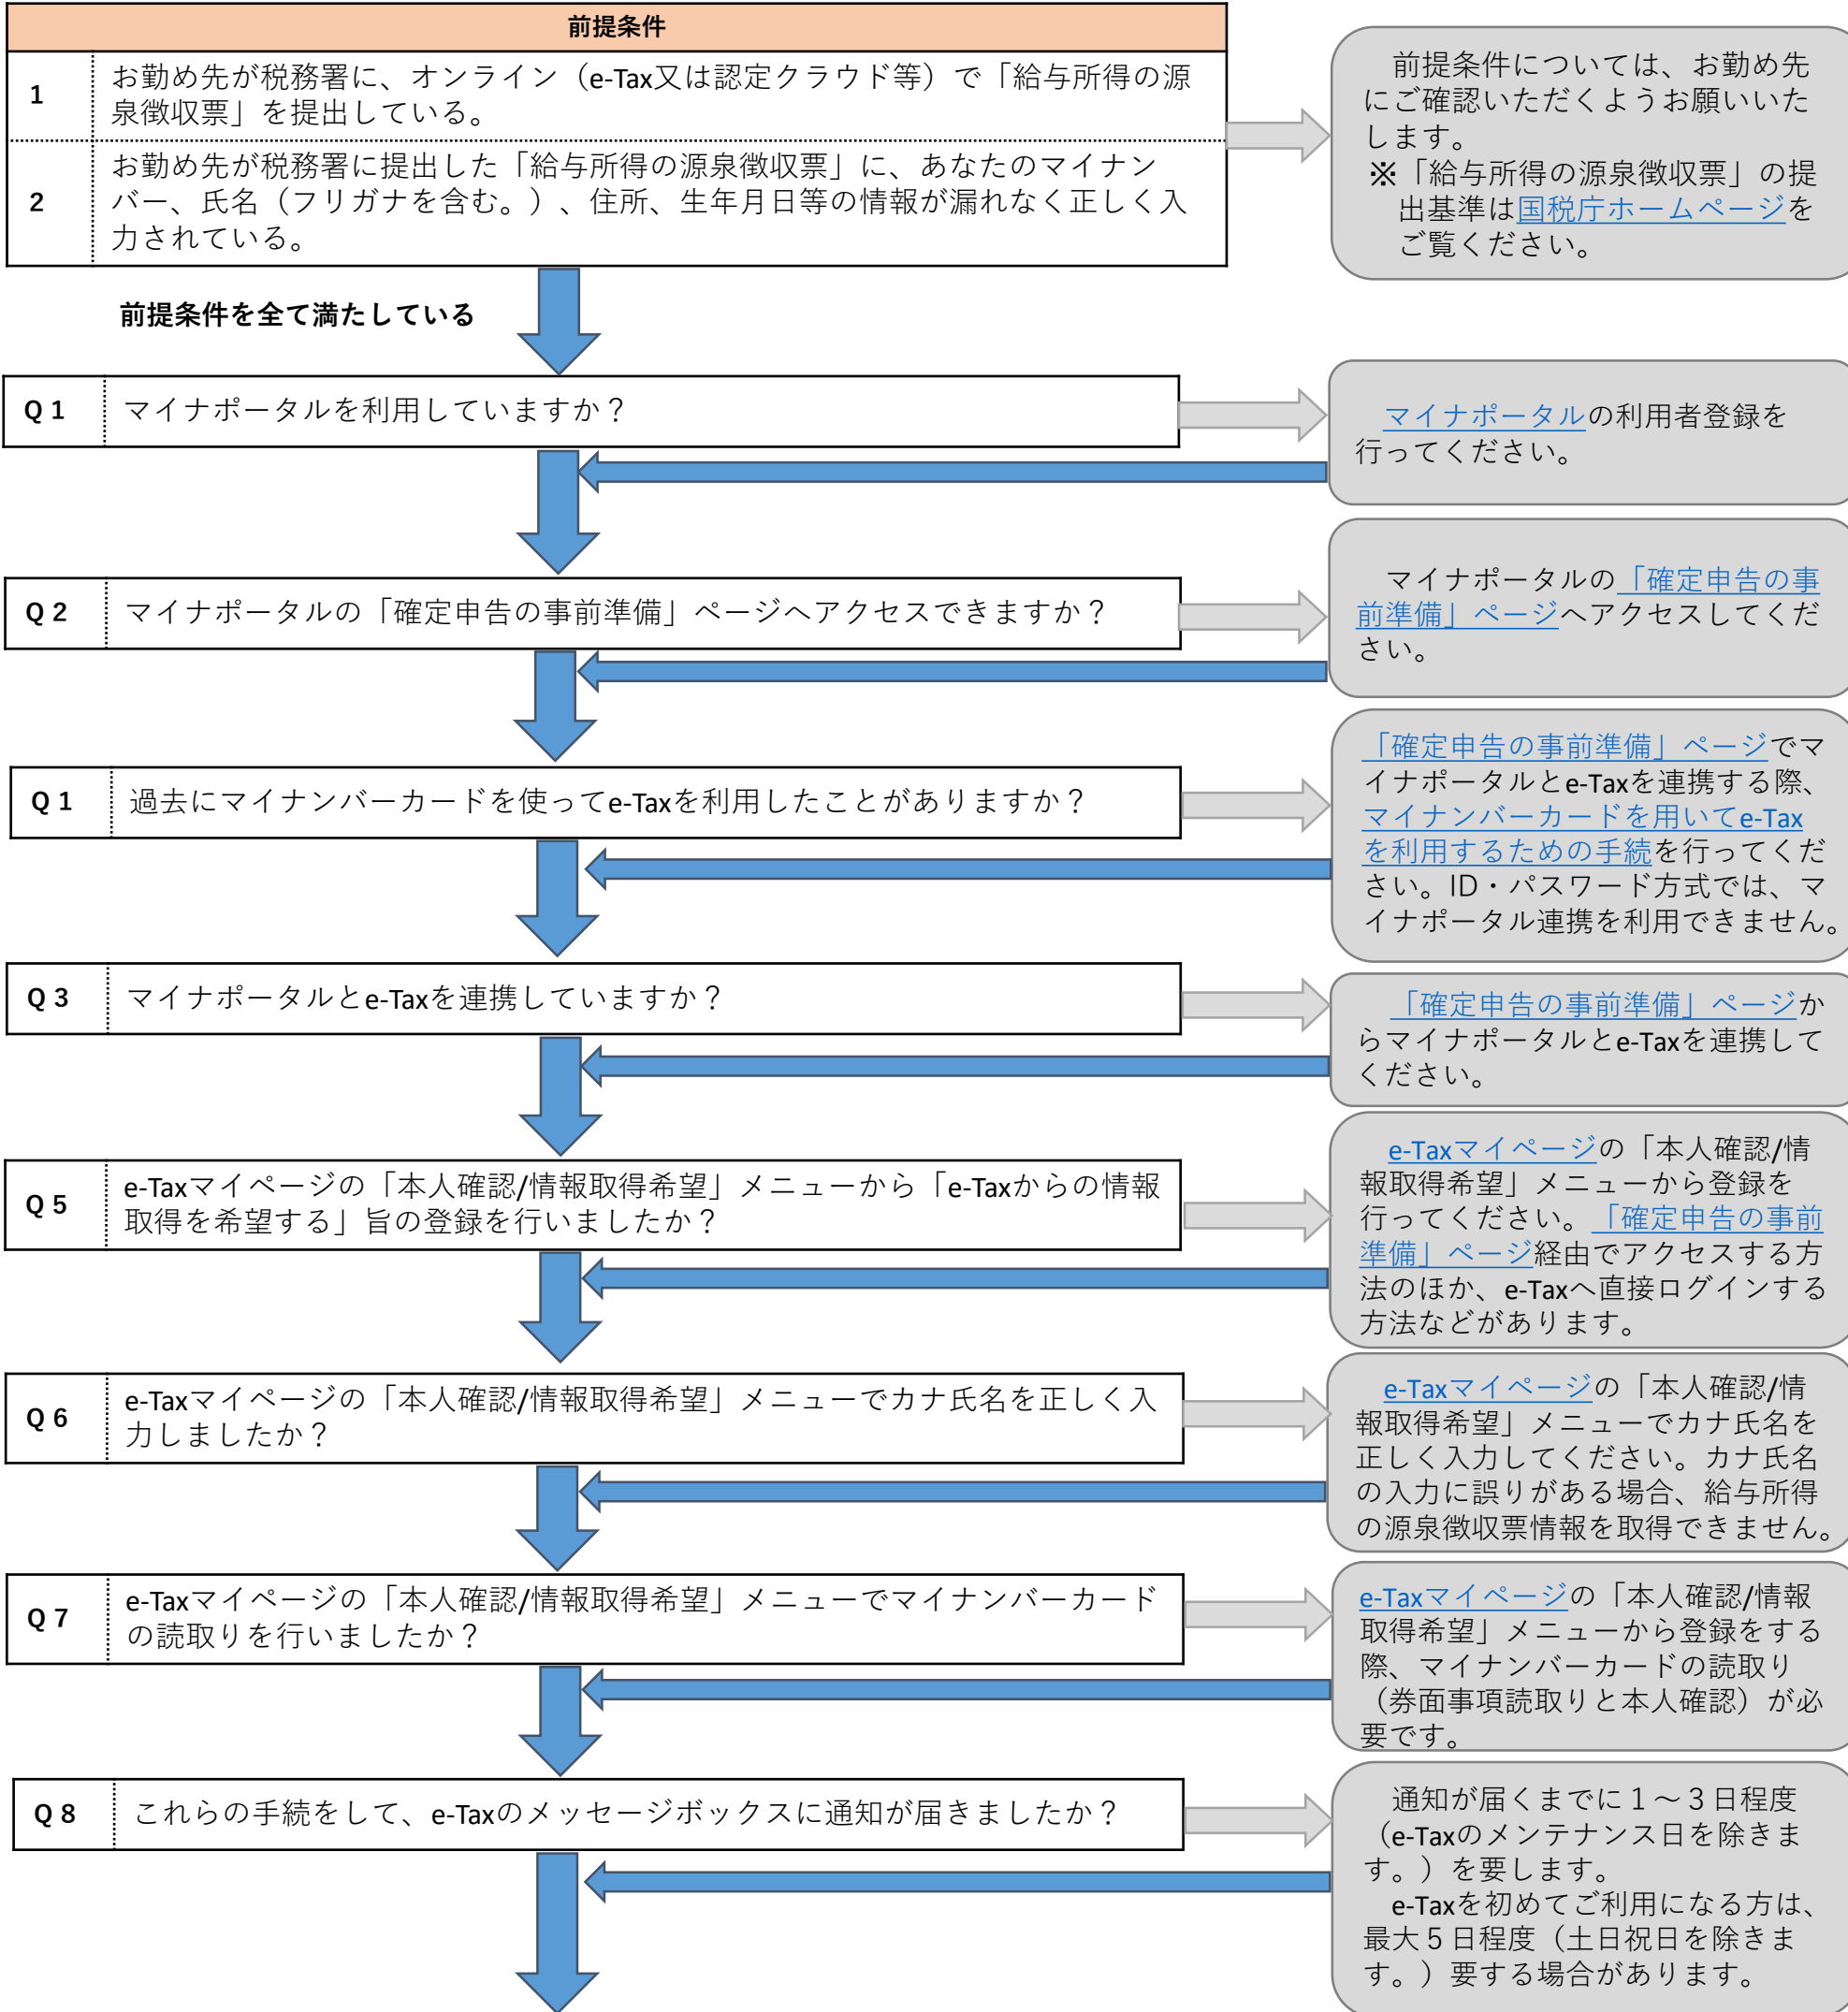 前提条件
1
お勤め先が税務署に、オンライン（e-Tax又は認定クラウド等）で「給与所得の源
泉徴収票」を提出している。
2
お勤め先が税務署に提出した「給与所得の源泉徴収票」に、あなたのマイナン
バー、氏名（フリガナを含む。）、住所、生年月日等の情報が漏れなく正しく入
力されている。
前提条件については、お勤め先
にご確認いただくようお願いいた
します。
※「給与所得の源泉徴収票」の提
出基準は国税庁ホームページを
ご覧ください。
前提条件を全て満たしている
Q 1
マイナポータルを利用していますか？
マイナポータルの利用者登録を
行ってください。
Q 2
マイナポータルの「確定申告の事前準備」ページへアクセスできますか？
マイナポータルの「確定申告の事
前準備」ページへアクセスしてくだ
さい。
Q 1
過去にマイナンバーカードを使ってe-Taxを利用したことがありますか？
「確定申告の事前準備」ページでマ
イナポータルとe-Taxを連携する際、
マイナンバーカードを用いてe-Tax
を利用するための手続を行ってくだ
さい。ID・パスワード方式では、マ
イナポータル連携を利用できません。
Q 3
マイナポータルとe-Taxを連携していますか？
「確定申告の事前準備」ページか
らマイナポータルとe-Taxを連携して
ください。
Q 5
e-Taxマイページの「本人確認/情報取得希望」メニューから「e-Taxからの情報
取得を希望する」旨の登録を行いましたか？
e-Taxマイページの「本人確認/情
報取得希望」メニューから登録を
行ってください。「確定申告の事前
準備」ページ経由でアクセスする方
法のほか、e-Taxへ直接ログインする
方法などがあります。
Q 6
e-Taxマイページの「本人確認/情報取得希望」メニューでカナ氏名を正しく入
力しましたか？
e-Taxマイページの「本人確認/情
報取得希望」メニューでカナ氏名を
正しく入力してください。カナ氏名
の入力に誤りがある場合、給与所得
の源泉徴収票情報を取得できません。
Q 7
e-Taxマイページの「本人確認/情報取得希望」メニューでマイナンバーカード
の読取りを行いましたか？
e-Taxマイページの「本人確認/情報
取得希望」メニューから登録をする
際、マイナンバーカードの読取り
（券面事項読取りと本人確認）が必
要です。
Q 8
これらの手続をして、e-Taxのメッセージボックスに通知が届きましたか？
通知が届くまでに１～３日程度
（e-Taxのメンテナンス日を除きま
す。）を要します。
e-Taxを初めてご利用になる方は、
最大５日程度（土日祝日を除きま
す。）要する場合があります。